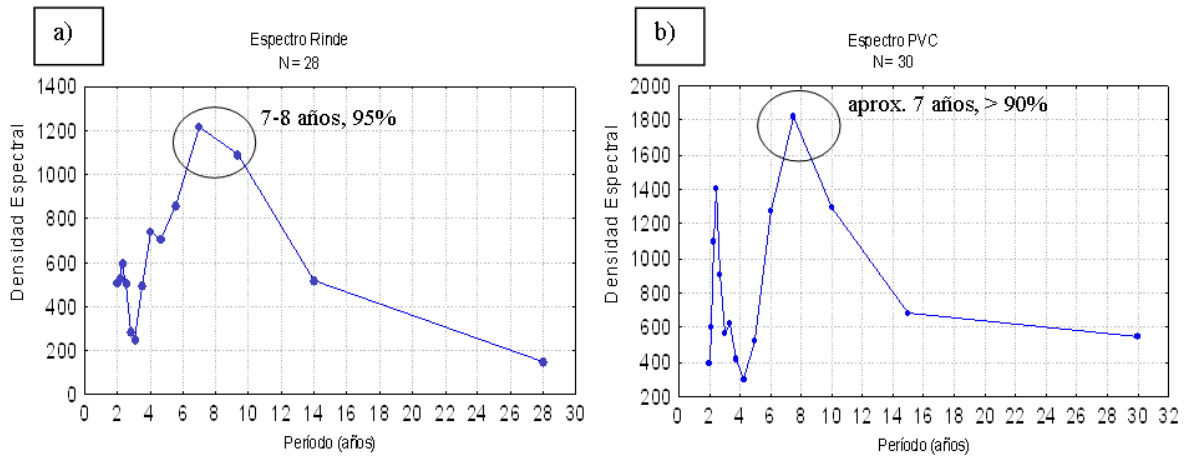 a)
Espectro Rinde
N= 28
7-8 años, 95%
Densidad Espectral
1400
1200
1000
800
600
400
200
0
0 2 4 6 8 10 12 14 16 18 20 22 24 26 28 30
Período (años)
b)
Espectro PVC
N= 30
aprox. 7 años, > 90%
Densidad Espectral
2000
1800
1600
1400
1200
1000
800
600
400
200
0 2 4 6 8 10 12 14 16 18 20 22 24 26 28 30 32
Período (años)